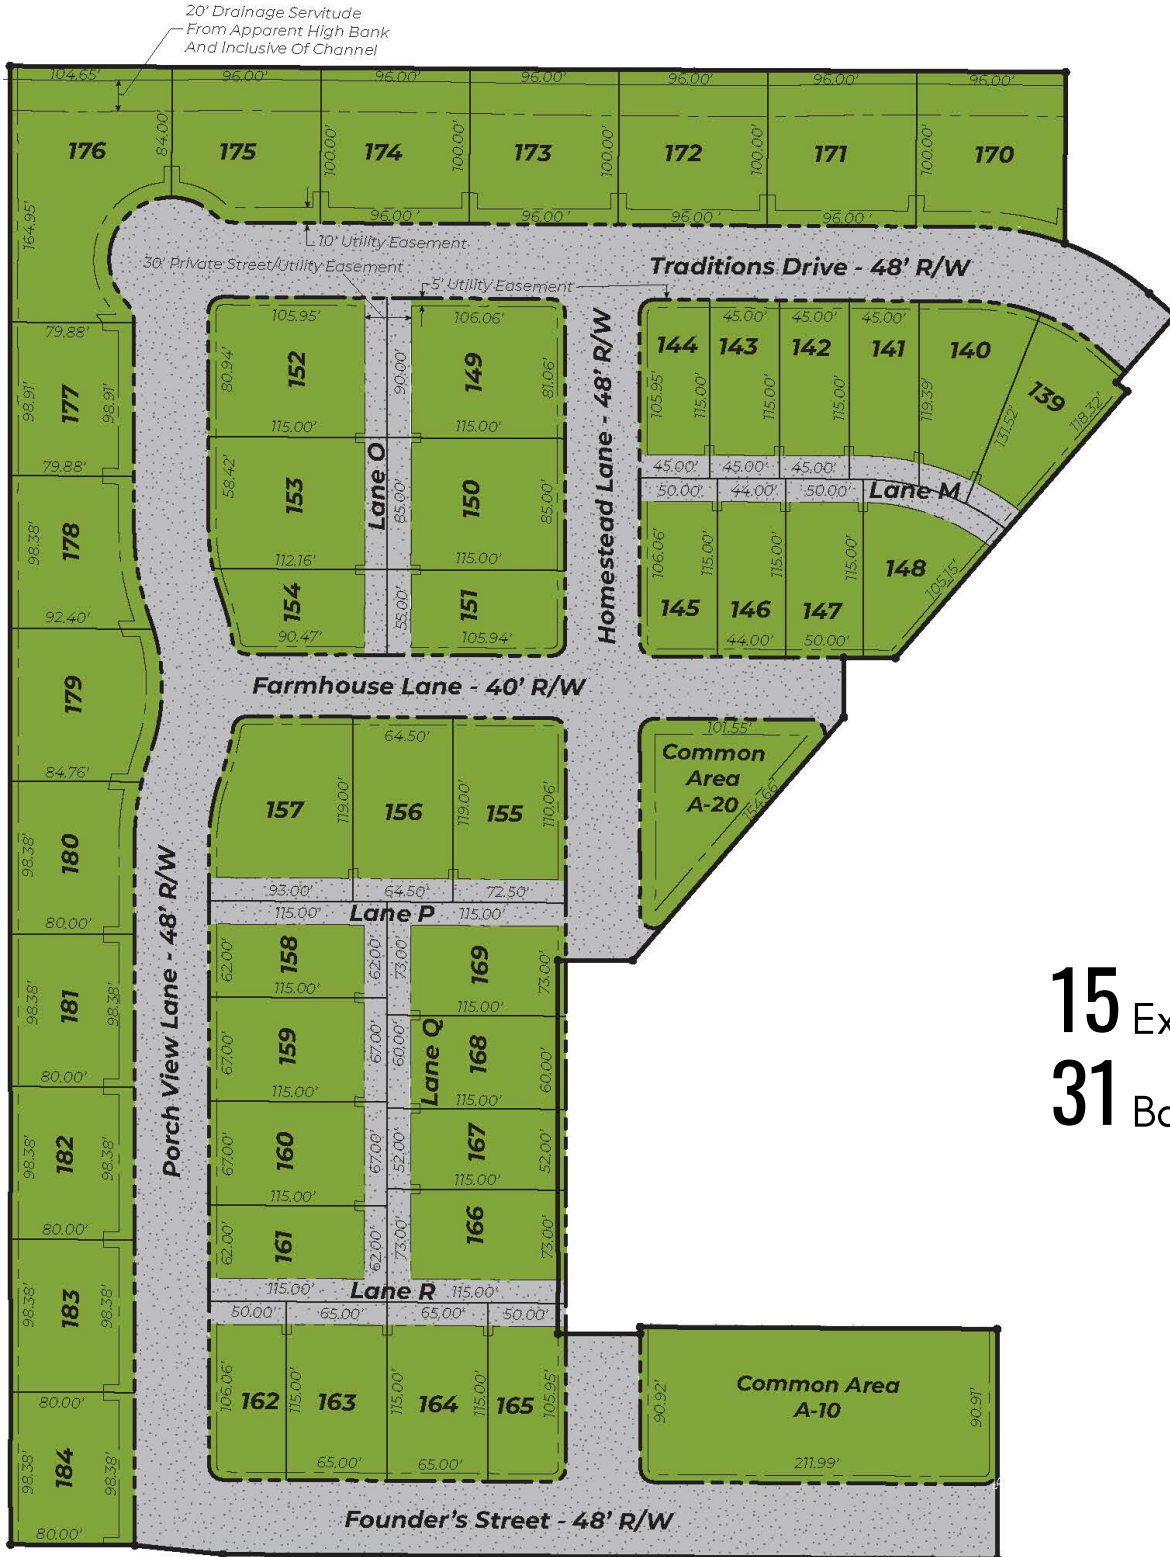 20' Drainage Servitude
From Apparent High Bank
And Inclusive Of Channel
104.65' 96.00' 96.00' 96.00' 96.00' 96.00' 96.00'
176 84.00' 175 100.00' 174 100.00' 173 100.00' 172 100.00' 171 100.00' 170
164.95' 96.00' 96.00' 96.00' 96.00'
10' Utility Easement
30' Private Street/Utility Easement
5' Utility Easement
Traditions Drive - 48' R/W
79.88'
98.91' 177 98.91'
79.88'
98.38' 178
92.40'
179
84.76'
98.38' 180
80.00'
98.38' 181 98.38'
80.00'
98.38' 182 98.38'
80.00'
98.38' 183 98.38'
80.00'
98.38' 184 98.38'
80.00'
Porch View Lane - 48' R/W
105.95'
80.94' 152
115.00'
58.42' 153
112.16'
154
90.47'
Lane O
90.00'
85.00'
55.00'
106.06'
149 81.06'
115.00'
150 85.00'
115.00'
151
105.94'
Homestead Lane - 48' R/W
45.00' 45.00' 45.00'
144 143 142 141 140 139
105.95' 115.00' 115.00' 115.00' 119.39' 131.52' 118.32'
45.00' 45.00' 45.00'
50.00' 44.00' 50.00' Lane M
106.06' 115.00' 115.00' 115.00' 105.15'
145 146 147 148
44.00' 50.00'
Farmhouse Lane - 40' R/W
64.50'
157 119.00' 156 119.00' 155 110.06'
93.00' 64.50' 72.50'
101.55'
Common
Area
A-20
154.66'
115.00' Lane P 115.00'
62.00' 158 62.00' 73.00' 169 73.00'
115.00' 115.00'
67.00' 159 67.00' 60.00' Lane Q 168 60.00'
115.00' 115.00'
67.00' 160 67.00' 52.00' 167 52.00'
115.00' 115.00'
62.00' 161 62.00' 73.00' 166 73.00'
115.00' Lane R 115.00'
50.00' 65.00' 65.00' 50.00'
106.06' 162 115.00' 163 115.00' 164 115.00' 165 105.95'
65.00' 65.00'
15 Ex
31
90.92' Common Area 90.91'
A-10
211.99'
Founder's Street - 48' R/W